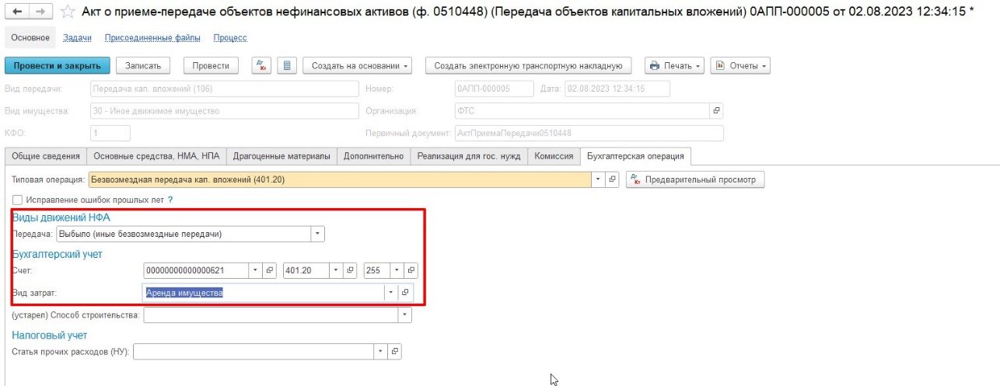 Акт о приеме-передаче объектов нефинансовых активов (ф. 0510448) (Передача объектов капитальных вложений) 0АПП-000005 от 02.08.2023 12:34:15 *
Основное Задачи Присоединенные файлы Процесс
Провести и закрыть Записать Провести Дт Кт Создать на основании Создать электронную транспортную накладную Печать Отчеты
Вид передачи: Передача кап. вложений (106) Номер: 0АПП-000005 Дата: 02.08.2023 12:34:15
Вид имущества: 30 - Иное движимое имущество Организация: ФТС
КФО: 1 Первичный документ: АктПриемаПередачи0510448
Общие сведения Основные средства, НМА, НПА Драгоценные материалы Дополнительно Реализация для гос. нужд Комиссия Бухгалтерская операция
Типовая операция: Безвозмездная передача кап. вложений (401.20) Дт Кт Предварительный просмотр
Исправление ошибок прошлых лет ?
Виды движений НФА
Передача: Выбыло (иные безвозмездные передачи)
Бухгалтерский учет
Счет: 00000000000000621 401.20 255
Вид затрат: Аренда имущества
(устарел) Способ строительства:
Налоговый учет
Статья прочих расходов (НУ):